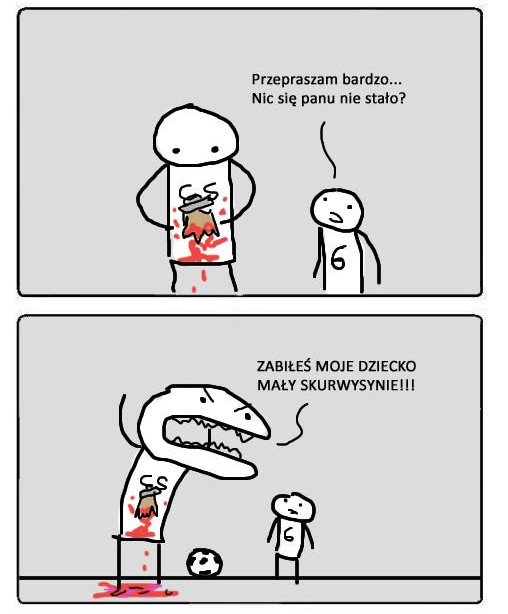 Przepraszam bardzo...
Nic się panu nie stało?
6
ZABIŁEŚ MOJE DZIECKO
MAŁY SKURWYSYNIE!!!
6